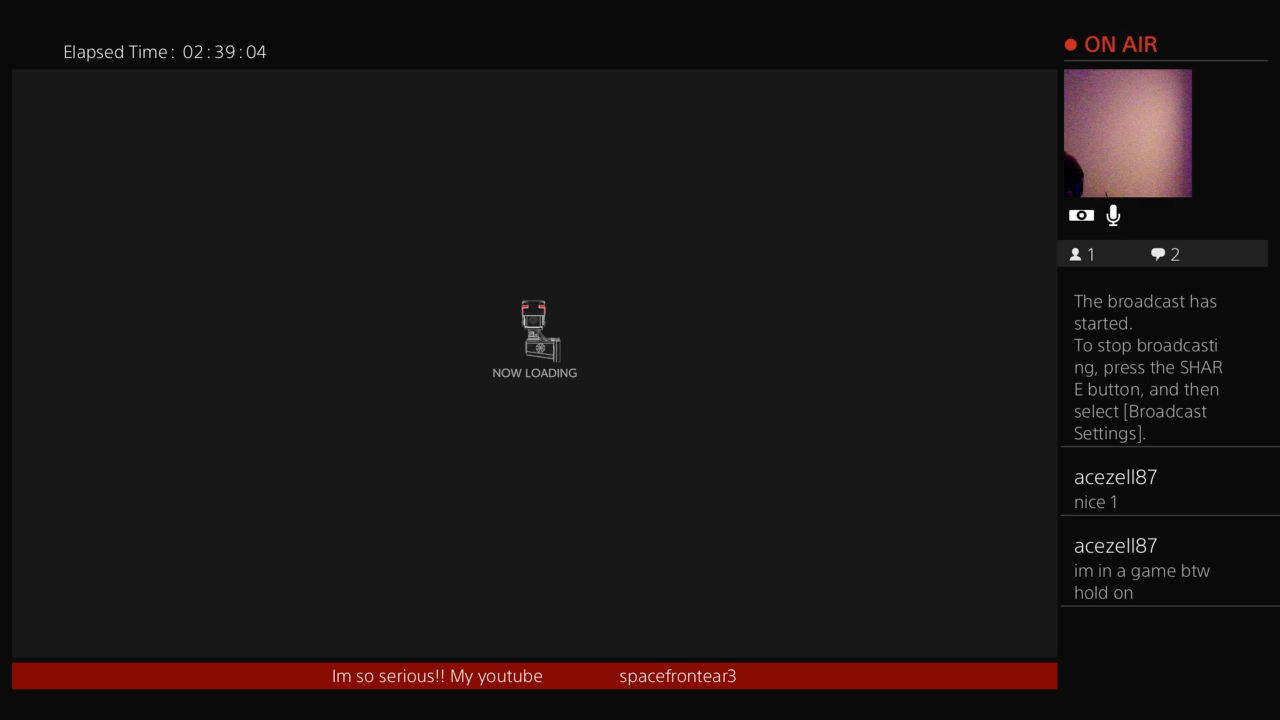 Elapsed Time: 02:39:04
ON AIR
1 2
NOW LOADING
The broadcast has
started.
To stop broadcasti
ng, press the SHAR
E button, and then
select [Broadcast
Settings].
acezell87
nice 1
acezell87
im in a game btw
hold on
Im so serious!! My youtube spacefrontear3